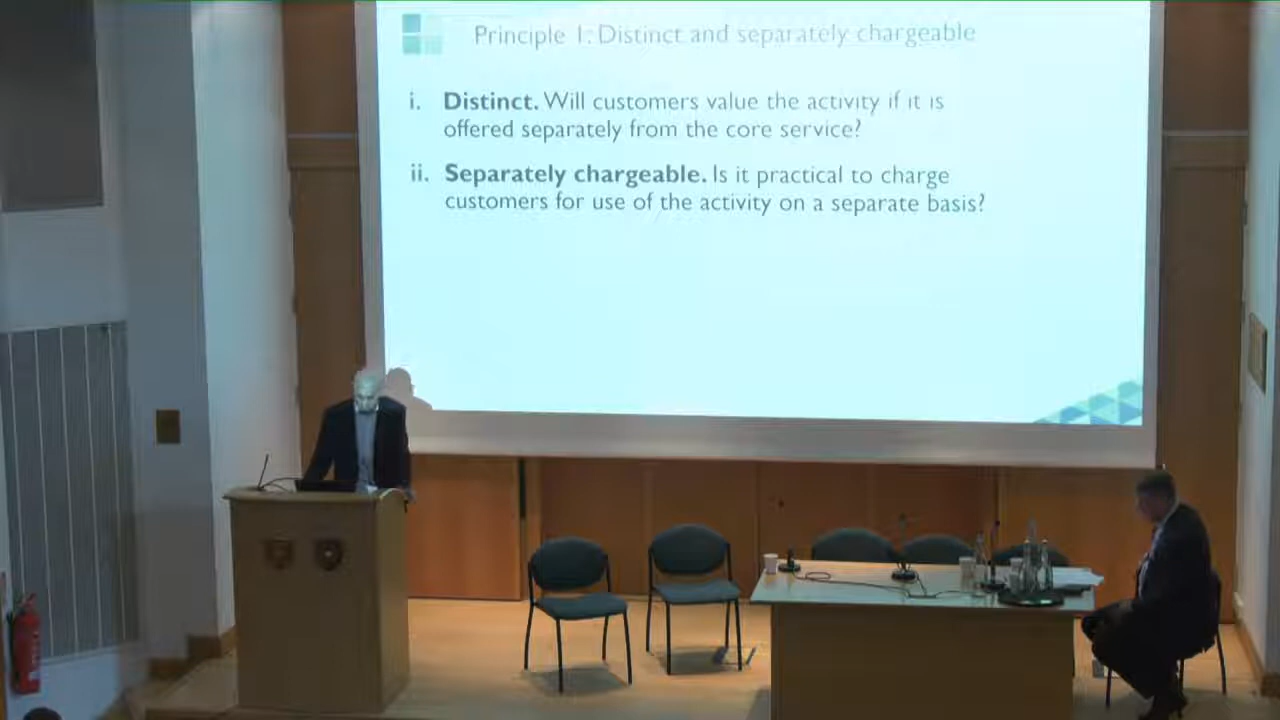 Principle 1: Distinct and separately chargeable
i. Distinct. Will customers value the activity if it is
offered separately from the core service?
ii. Separately chargeable. Is it practical to charge
customers for use of the activity on a separate basis?